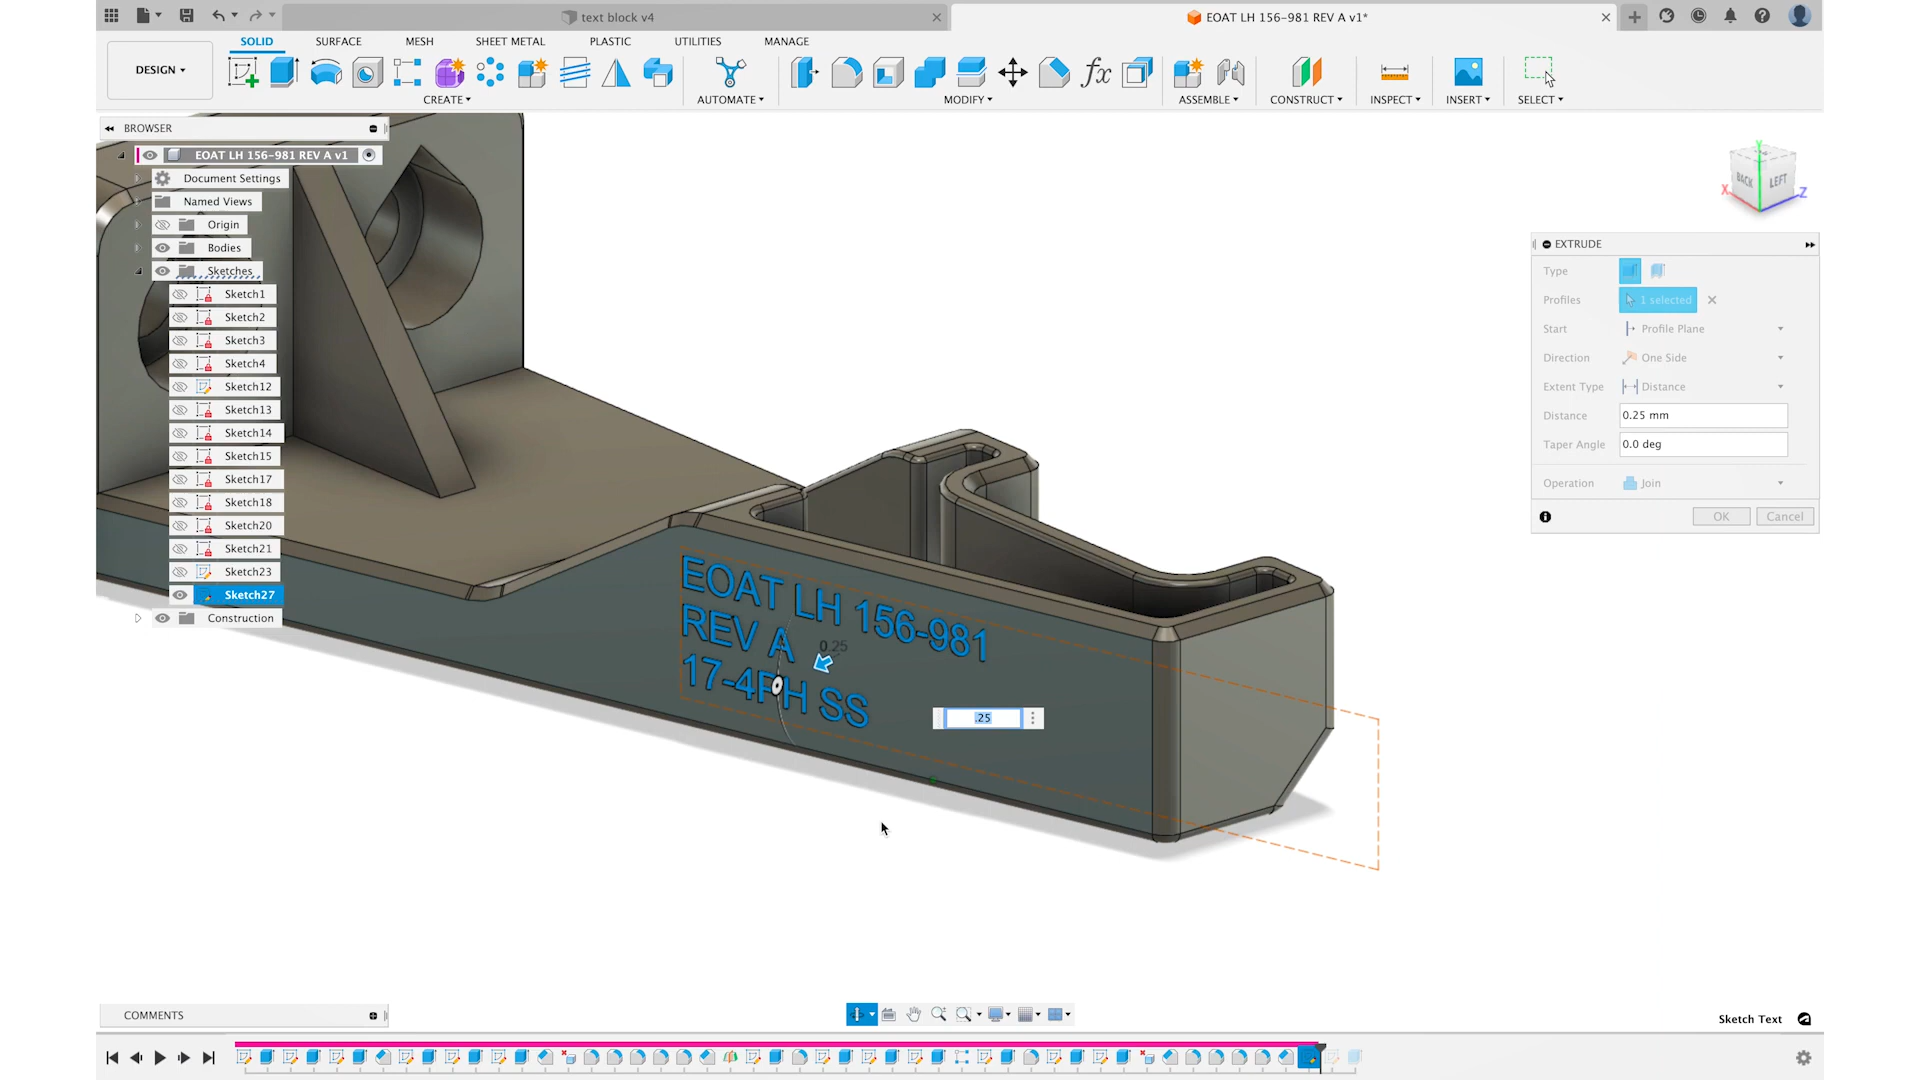 text block v4
EOAT LH 156-981 REV A v1*
DESIGN
SOLID
SURFACE
MESH
SHEET METAL
PLASTIC
UTILITIES
MANAGE
CREATE
AUTOMATE
MODIFY
fx
ASSEMBLE
CONSTRUCT
INSPECT
INSERT
SELECT
BROWSER
EOAT LH 156-981 REV A v1
Document Settings
Named Views
Origin
Bodies
Sketches
Sketch1
Sketch2
Sketch3
Sketch4
Sketch12
Sketch13
Sketch14
Sketch15
Sketch17
Sketch18
Sketch20
Sketch21
Sketch23
Sketch27
Construction
Y
BACK
LEFT
X
Z
EXTRUDE
Type
Profiles
1 selected
Start
Profile Plane
Direction
One Side
Extent Type
Distance
Distance
0.25 mm
Taper Angle
0.0 deg
Operation
Join
OK
Cancel
EOAT LH 156-981
REV A
17-4PH SS
0.25
.25
COMMENTS
Sketch Text